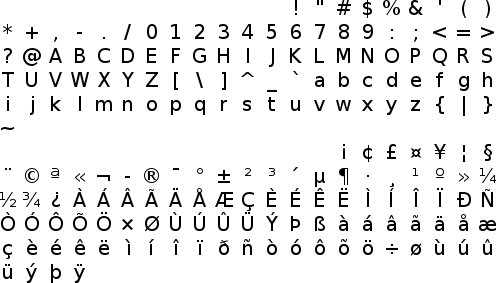 ! " # $ % & ' ( )
* + , - . / 0 1 2 3 4 5 6 7 8 9 : ; < = >
? @ A B C D E F G H I J K L M N O P Q R S
T U V W X Y Z [ \ ] ^ _ ` a b c d e f g h
i j k l m n o p q r s t u v w x y z { | }
~
¡ ¢ £ ¤ ¥ ¦ §
¨ © ª « ¬ - ® ¯ ° ± ² ³ ´ µ ¶ · ¸ ¹ º » ¼
½ ¾ ¿ À Á Â Ã Ä Å Æ Ç È É Ê Ë Ì Í Î Ï Ð Ñ
Ò Ó Ô Õ Ö × Ø Ù Ú Û Ü Ý Þ ß à á â ã ä å æ
ç è é ê ë ì í î ï ð ñ ò ó ô õ ö ÷ ø ù ú û
ü ý þ ÿ